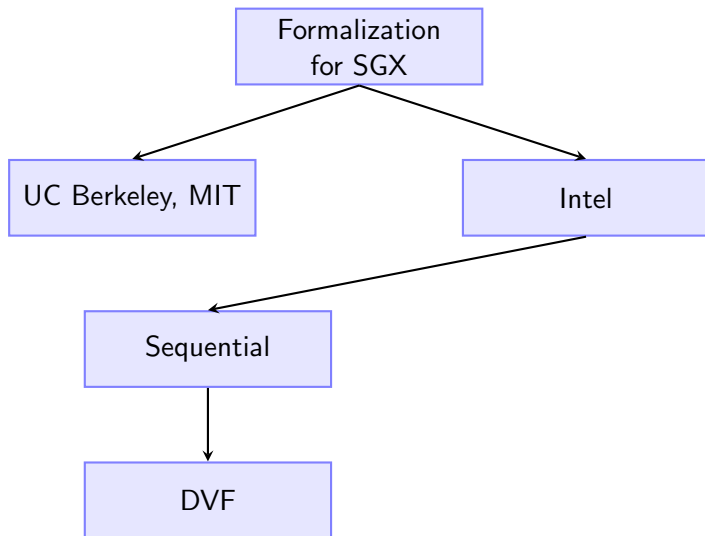 Formalization
for SGX
UC Berkeley, MIT
Intel
Sequential
DVF